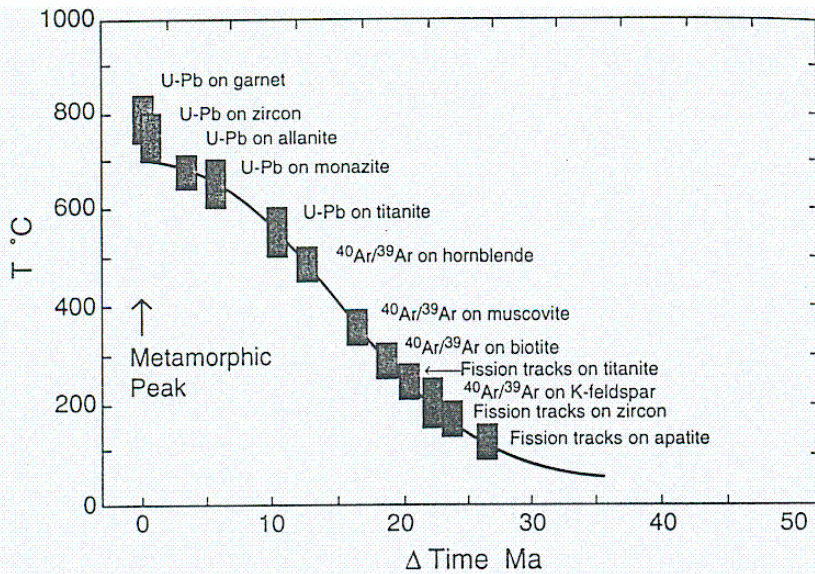 1000
800
600
400
200
0
T °C
U-Pb on garnet
U-Pb on zircon
U-Pb on allanite
U-Pb on monazite
U-Pb on titanite
⁴⁰Ar/³⁹Ar on hornblende
⁴⁰Ar/³⁹Ar on muscovite
⁴⁰Ar/³⁹Ar on biotite
Fission tracks on titanite
⁴⁰Ar/³⁹Ar on K-feldspar
Fission tracks on zircon
Fission tracks on apatite
Metamorphic
Peak
0 10 20 30 40 50
Δ Time Ma